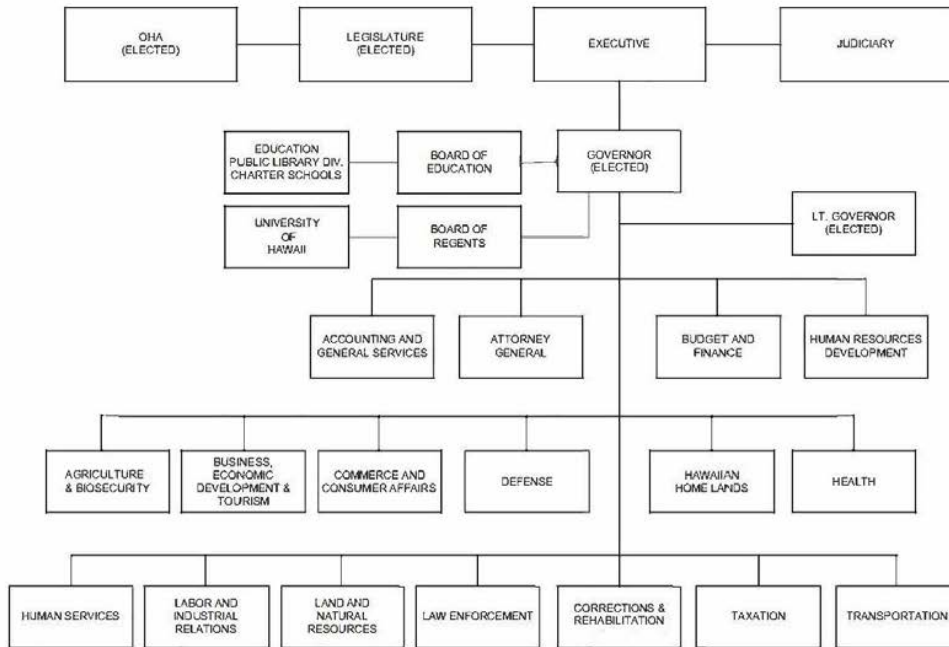 OHA
(ELECTED)
LEGISLATURE
(ELECTED)
EXECUTIVE
JUDICIARY
EDUCATION
PUBLIC LIBRARY DIV.
CHARTER SCHOOLS
BOARD OF
EDUCATION
GOVERNOR
(ELECTED)
UNIVERSITY
OF
HAWAII
BOARD OF
REGENTS
LT. GOVERNOR
(ELECTED)
ACCOUNTING AND
GENERAL SERVICES
ATTORNEY
GENERAL
BUDGET AND
FINANCE
HUMAN RESOURCES
DEVELOPMENT
AGRICULTURE
& BIOSECURITY
BUSINESS,
ECONOMIC
DEVELOPMENT &
TOURISM
COMMERCE AND
CONSUMER AFFAIRS
DEFENSE
HAWAIIAN
HOME LANDS
HEALTH
HUMAN SERVICES
LABOR AND
INDUSTRIAL
RELATIONS
LAND AND
NATURAL
RESOURCES
LAW ENFORCEMENT
CORRECTIONS &
REHABILITATION
TAXATION
TRANSPORTATION